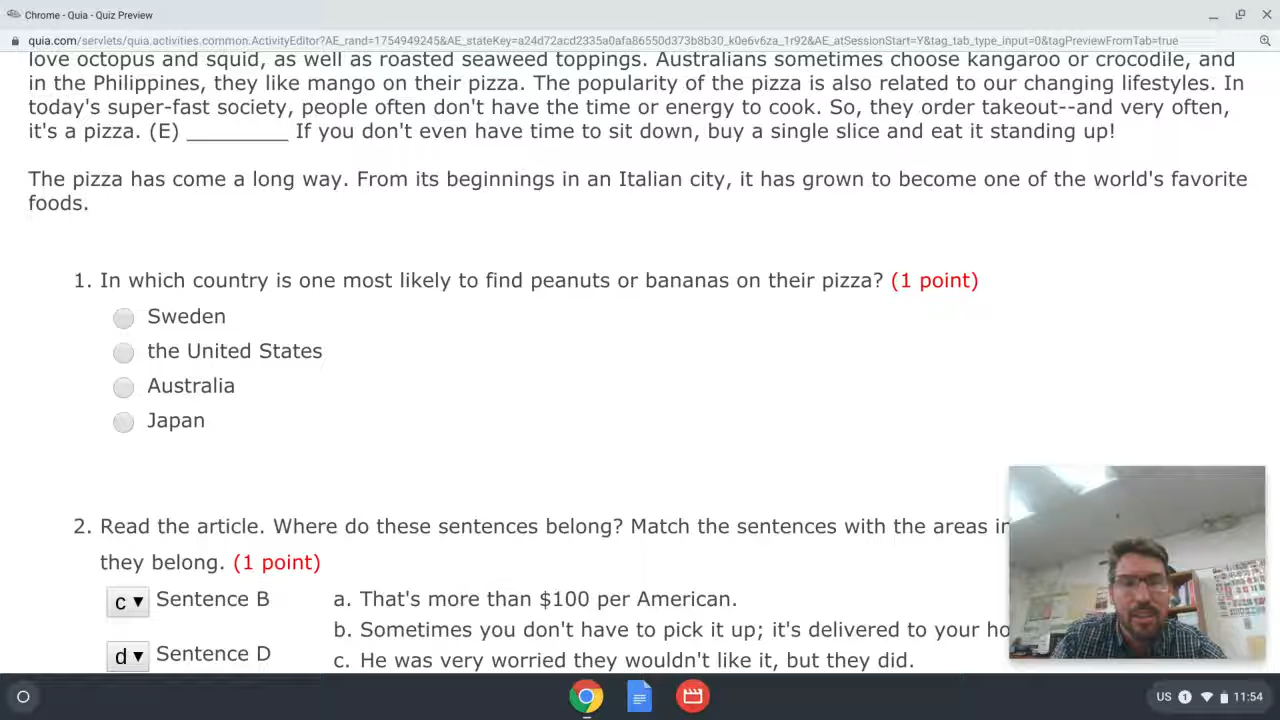 Chrome - Quia - Quiz Preview
quia.com/servlets/quia.activities.common.ActivityEditor?AE_rand=1754949245&AE_stateKey=a24d72acd2335a0afa86550d373b8b30_k0e6v6za_1r92&AE_atSessionStart=Y&tag_tab_type_input=0&tagPreviewFromTab=true
love octopus and squid, as well as roasted seaweed toppings. Australians sometimes choose kangaroo or crocodile, and
in the Philippines, they like mango on their pizza. The popularity of the pizza is also related to our changing lifestyles. In
today's super-fast society, people often don't have the time or energy to cook. So, they order takeout--and very often,
it's a pizza. (E) _________ If you don't even have time to sit down, buy a single slice and eat it standing up!
The pizza has come a long way. From its beginnings in an Italian city, it has grown to become one of the world's favorite
foods.
1. In which country is one most likely to find peanuts or bananas on their pizza? (1 point)
Sweden
the United States
Australia
Japan
2. Read the article. Where do these sentences belong? Match the sentences with the areas in
they belong. (1 point)
c Sentence B
a. That's more than $100 per American.
b. Sometimes you don't have to pick it up; it's delivered to your ho
d Sentence D
c. He was very worried they wouldn't like it, but they did.
US 1 11:54